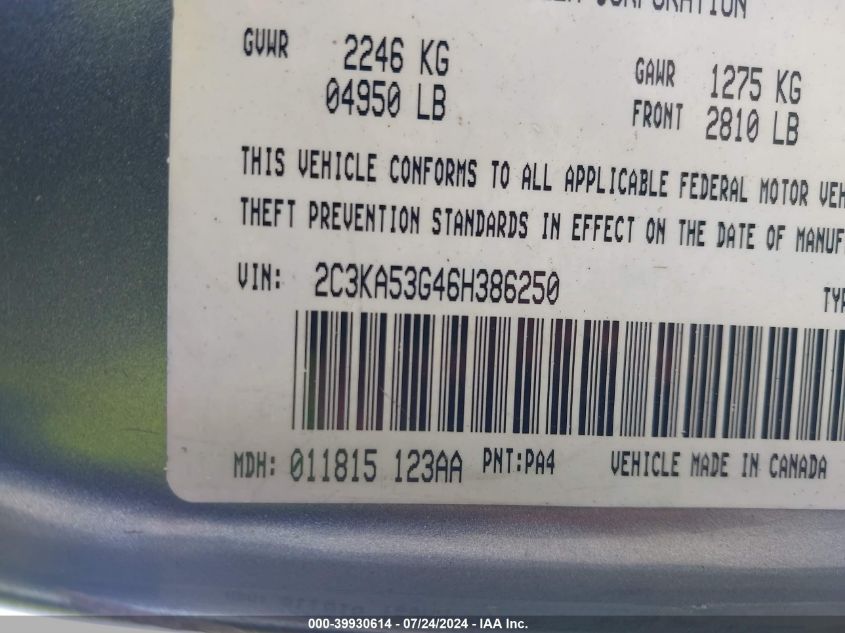 CORPORATION
GVWR 2246 KG
04950 LB
GAWR 1275 KG
FRONT 2810 LB
THIS VEHICLE CONFORMS TO ALL APPLICABLE FEDERAL MOTOR VEH
THEFT PREVENTION STANDARDS IN EFFECT ON THE DATE OF MANUF
VIN: 2C3KA53G46H386250
TYP
MDH: 011815 123AA PNT:PA4 VEHICLE MADE IN CANADA
000-39930614 - 07/24/2024 - IAA Inc.